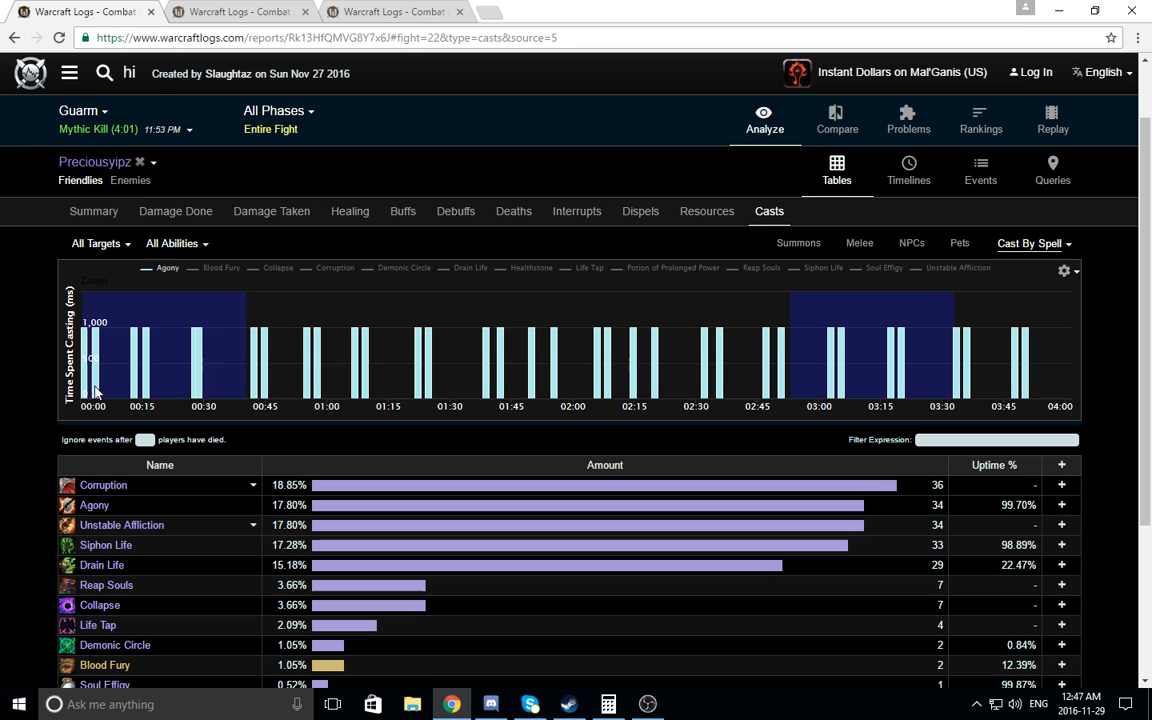 Warcraft Logs - Combat
Warcraft Logs - Combat
Warcraft Logs - Combat
https://www.warcraftlogs.com/reports/Rk13HfQMVG8Y7x6J#fight=22&type=casts&source=5
hi Created by Slaughtaz on Sun Nov 27 2016
Instant Dollars on Mal'Ganis (US) Log In English
Guarm All Phases
Mythic Kill (4:01) 11:53 PM Entire Fight
Analyze Compare Problems Rankings Replay
Preciousyipz
Friendlies Enemies
Tables Timelines Events Queries
Summary Damage Done Damage Taken Healing Buffs Debuffs Deaths Interrupts Dispels Resources Casts
All Targets All Abilities Summons Melee NPCs Pets Cast By Spell
Agony Blood Fury Collapse Corruption Demonic Circle Drain Life Healthstone Life Tap Potion of Prolonged Power Reap Souls Siphon Life Soul Effigy Unstable Affliction
Zoom
Time Spent Casting (ms)
1,000
00:00 00:15 00:30 00:45 01:00 01:15 01:30 01:45 02:00 02:15 02:30 02:45 03:00 03:15 03:30 03:45 04:00
Ignore events after players have died. Filter Expression:
Name Amount Uptime % +
Corruption 18.85% 36 - +
Agony 17.80% 34 99.70% +
Unstable Affliction 17.80% 34 - +
Siphon Life 17.28% 33 98.89% +
Drain Life 15.18% 29 22.47% +
Reap Souls 3.66% 7 - +
Collapse 3.66% 7 - +
Life Tap 2.09% 4 - +
Demonic Circle 1.05% 2 0.84% +
Blood Fury 1.05% 2 12.39% +
Soul Effigy 0.52% 1 99.87% +
Ask me anything
ENG
12:47 AM
2016-11-29